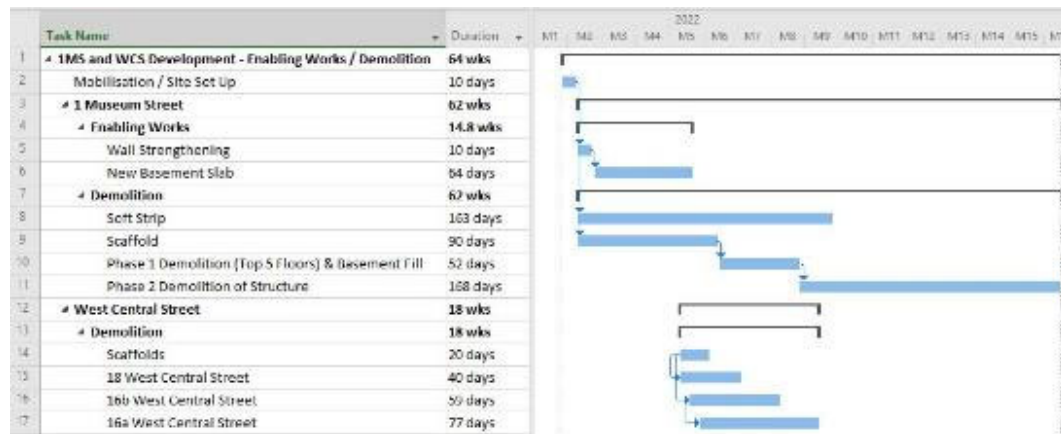 2022
Task Name Duration M1 M2 M3 M4 M5 M6 M7 M8 M9 M10 M11 M12 M13 M14 M15
1 1MS and WCS Development - Enabling Works / Demolition 64 wks
2 Mobilisation / Site Set Up 10 days
3 1 Museum Street 62 wks
4 Enabling Works 14.8 wks
5 Wall Strengthening 10 days
6 New Basement Slab 64 days
7 Demolition 62 wks
8 Soft Strip 163 days
9 Scaffold 90 days
10 Phase 1 Demolition (Top 5 Floors) & Basement Fill 52 days
11 Phase 2 Demolition of Structure 168 days
12 West Central Street 18 wks
13 Demolition 18 wks
14 Scaffolds 20 days
15 18 West Central Street 40 days
16 16b West Central Street 59 days
17 16a West Central Street 77 days